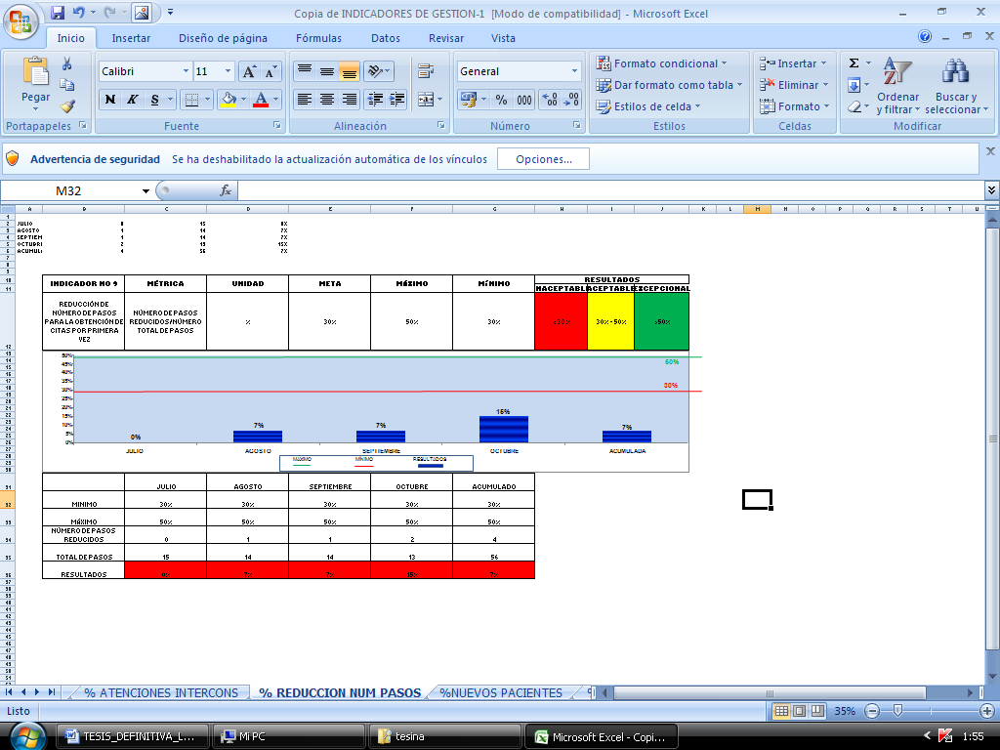 Copia de INDICADORES DE GESTION-1 [Modo de compatibilidad] - Microsoft Excel
Inicio Insertar Diseño de página Fórmulas Datos Revisar Vista
Pegar
Calibri 11
N K S
General
% 000
Formato condicional
Dar formato como tabla
Estilos de celda
Insertar
Eliminar
Formato
Σ
Ordenar y filtrar
Buscar y seleccionar
Portapapeles Fuente Alineación Número Estilos Celdas Modificar
Advertencia de seguridad Se ha deshabilitado la actualización automática de los vínculos Opciones...
M32 fx
A B C D E F G H I J K L M N O P Q R S T U
JULIO 0 15 0%
AGOSTO 1 14 7%
SEPTIEM 1 14 7%
OCTUBRI 2 13 15%
ACUMUL 4 56 7%
INDICADOR NO 9 MÉTRICA UNIDAD META MÁXIMO MÍNIMO RESULTADOS
INACEPTABLE ACEPTABLE EXCEPCIONAL
REDUCCIÓN DE NÚMERO DE PASOS PARA LA OBTENCIÓN DE CITAS POR PRIMERA VEZ
NÚMERO DE PASOS REDUCIDOS/NÚMERO TOTAL DE PASOS
% 30% 50% 30% <30% 30% - 50% >50%
50%
45%
40%
35%
30%
25%
20%
15%
10%
5%
0%
50%
30%
0% 7% 7% 15% 7%
JULIO AGOSTO SEPTIEMBRE OCTUBRE ACUMULADA
MAXIMO MÍNIMO RESULTADOS
JULIO AGOSTO SEPTIEMBRE OCTUBRE ACUMULADO
MINIMO 30% 30% 30% 30% 30%
MÁXIMO 50% 50% 50% 50% 50%
NÚMERO DE PASOS REDUCIDOS 0 1 1 2 4
TOTAL DE PASOS 15 14 14 13 56
RESULTADOS 0% 7% 7% 15% 7%
% ATENCIONES INTERCONS % REDUCCION NUM PASOS %NUEVOS PACIENTES
Listo 35%
TESIS_DEFINITIVA_L... Mi PC tesina Microsoft Excel - Copi... 1:55